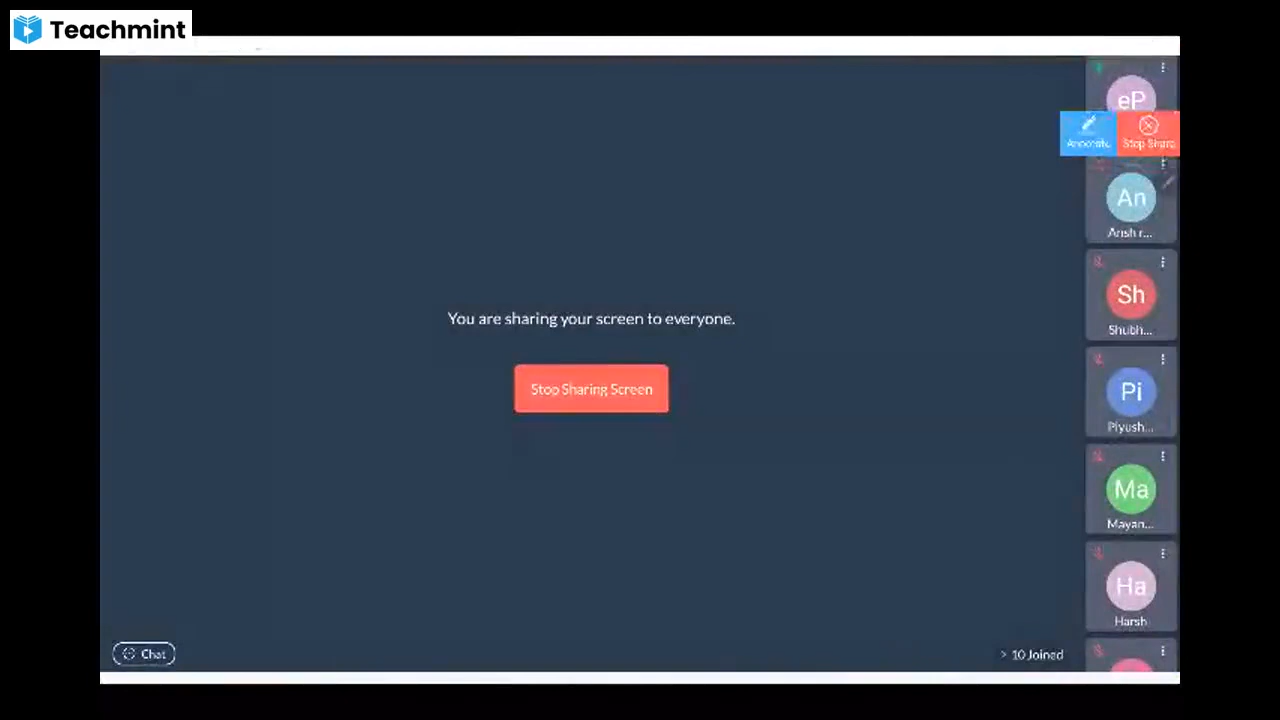 Teachmint
eP
Annotate
Stop Share
An
Ansh r...
You are sharing your screen to everyone.
Stop Sharing Screen
Sh
Shubh...
Pi
Piyush...
Ma
Mayan...
Ha
Harsh
Chat
> 10 Joined